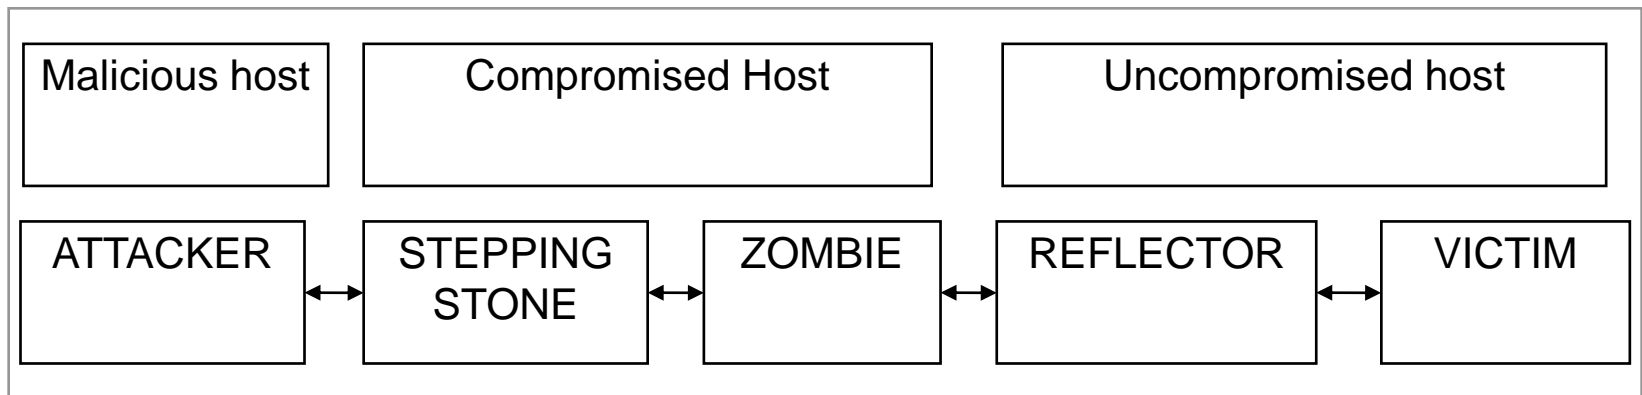 Malicious host
Compromised Host
Uncompromised host
ATTACKER
STEPPING
STONE
ZOMBIE
REFLECTOR
VICTIM